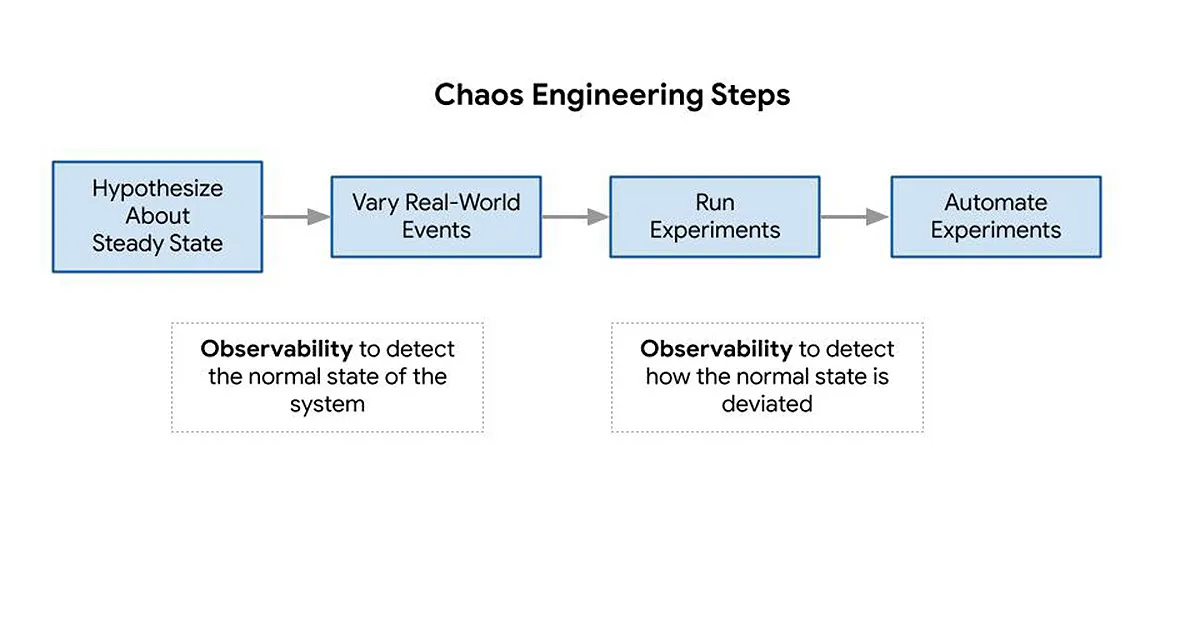 Chaos Engineering Steps
Hypothesize
About
Steady State
Vary Real-World
Events
Run
Experiments
Automate
Experiments
Observability to detect
the normal state of the
system
Observability to detect
how the normal state is
deviated